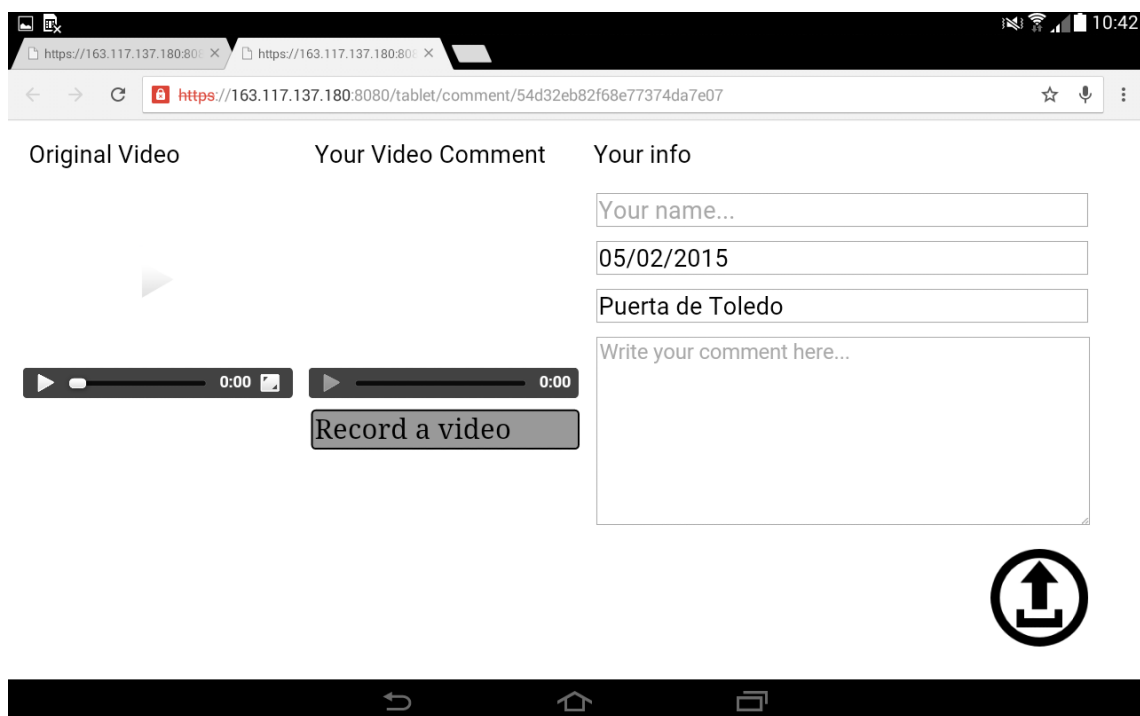 10:42
https://163.117.137.180:808
https://163.117.137.180:808
https://163.117.137.180:8080/tablet/comment/54d32eb82f68e77374da7e07
Original Video
Your Video Comment
Your info
Your name...
05/02/2015
Puerta de Toledo
Write your comment here...
0:00
0:00
Record a video